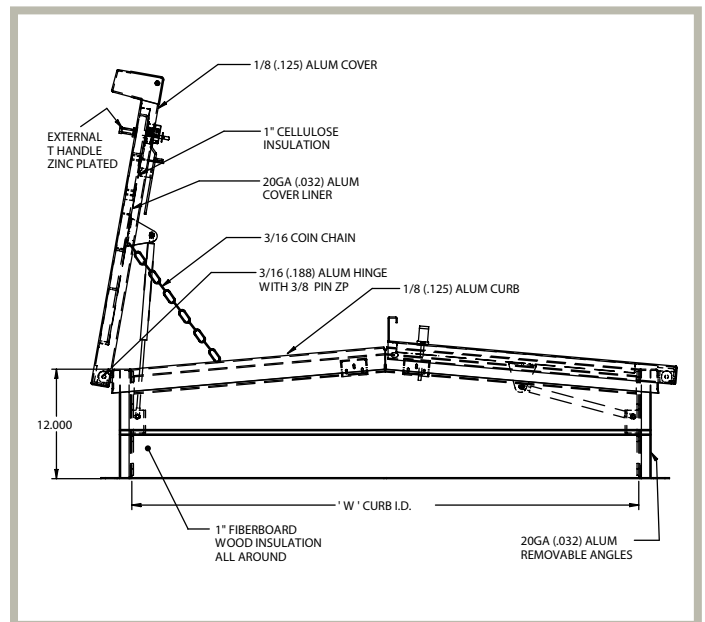 1/8 (.125) ALUM COVER
EXTERNAL
T HANDLE
ZINC PLATED
1" CELLULOSE
INSULATION
20GA (.032) ALUM
COVER LINER
3/16 COIN CHAIN
3/16 (.188) ALUM HINGE
WITH 3/8 PIN ZP
1/8 (.125) ALUM CURB
12.000
' W ' CURB I.D.
1" FIBERBOARD
WOOD INSULATION
ALL AROUND
20GA (.032) ALUM
REMOVABLE ANGLES